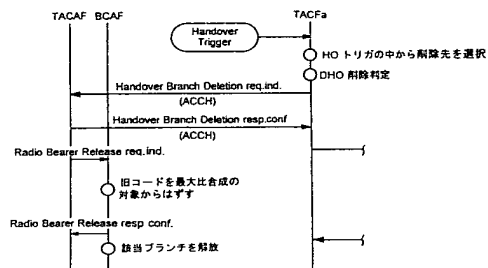 TACAF BCAF TACFa
Handover
Trigger
HO トリガの中から削除先を選択
DHO 削除判定
Handover Branch Deletion req.ind.
(ACCH)
Handover Branch Deletion resp.conf
(ACCH)
Radio Bearer Release req.ind.
旧コードを最大比合成の
対象からはずす
Radio Bearer Release resp conf.
該当ブランチを解放